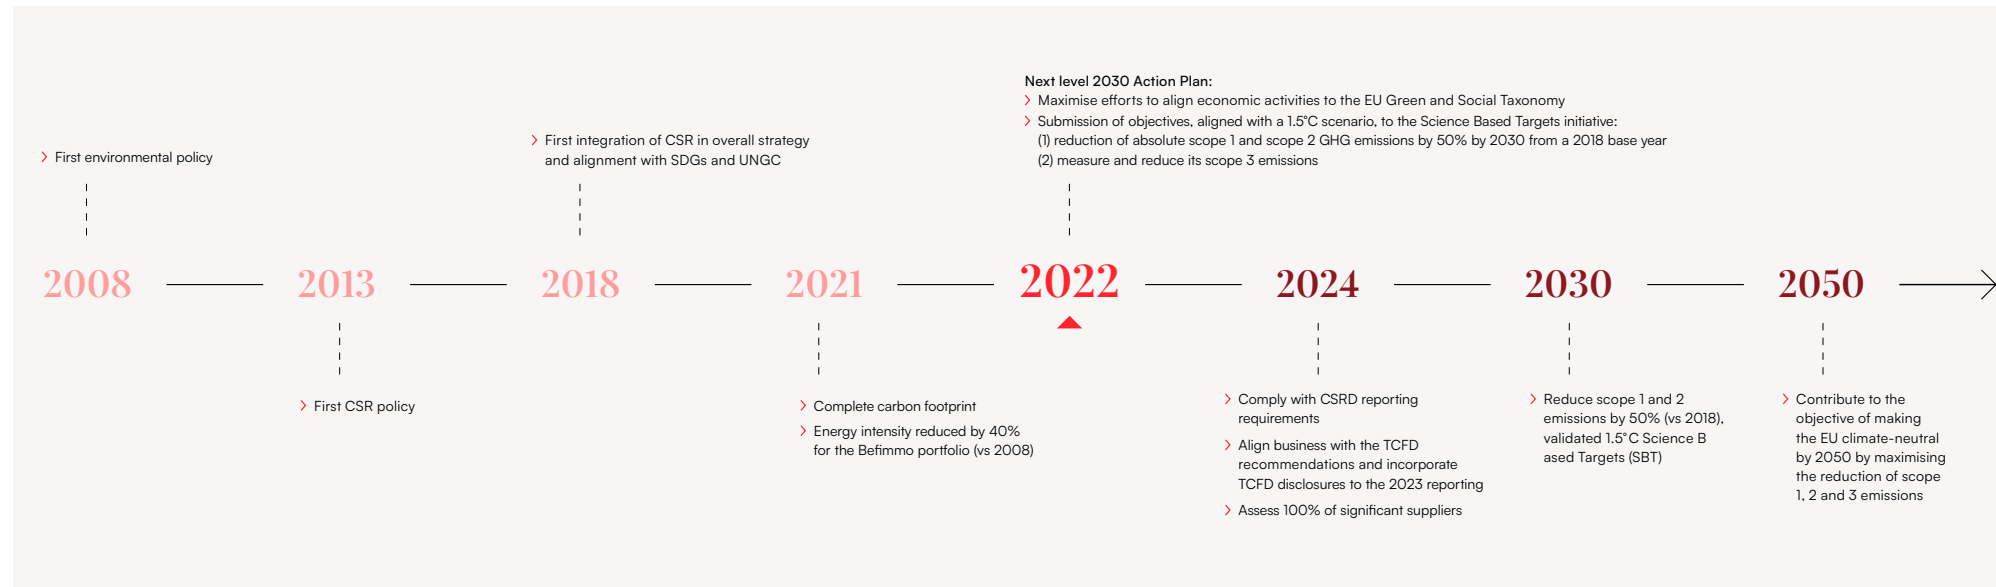 Next level 2030 Action Plan:
Maximise efforts to align economic activities to the EU Green and Social Taxonomy
Submission of objectives, aligned with a 1.5°C scenario, to the Science Based Targets initiative:
(1) reduction of absolute scope 1 and scope 2 GHG emissions by 50% by 2030 from a 2018 base year
(2) measure and reduce its scope 3 emissions
First environmental policy
First integration of CSR in overall strategy
and alignment with SDGs and UNGC
2008
2013
2018
2021
2022
2024
2030
2050
First CSR policy
Complete carbon footprint
Energy intensity reduced by 40%
for the Befimmo portfolio (vs 2008)
Comply with CSRD reporting
requirements
Align business with the TCFD
recommendations and incorporate
TCFD disclosures to the 2023 reporting
Assess 100% of significant suppliers
Reduce scope 1 and 2
emissions by 50% (vs 2018),
validated 1.5°C Science B
ased Targets (SBT)
Contribute to the
objective of making
the EU climate-neutral
by 2050 by maximising
the reduction of scope
1, 2 and 3 emissions